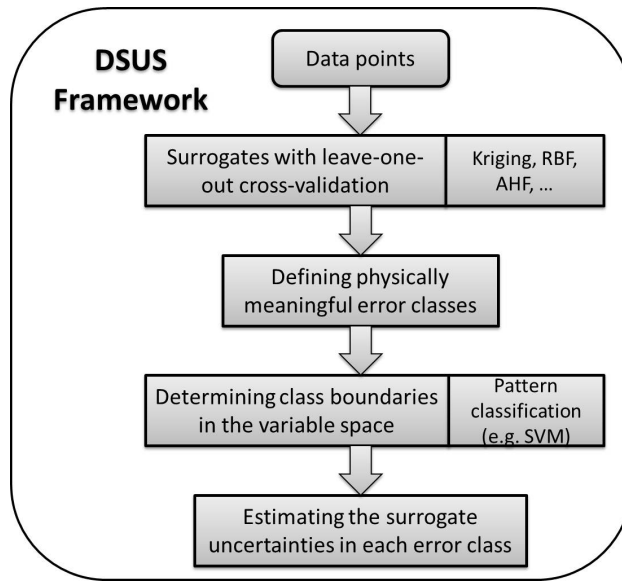 DSUS
Framework
Data points
Surrogates with leave-one-
out cross-validation
Kriging, RBF,
AHF, ...
Defining physically
meaningful error classes
Determining class boundaries
in the variable space
Pattern
classification
(e.g. SVM)
Estimating the surrogate
uncertainties in each error class